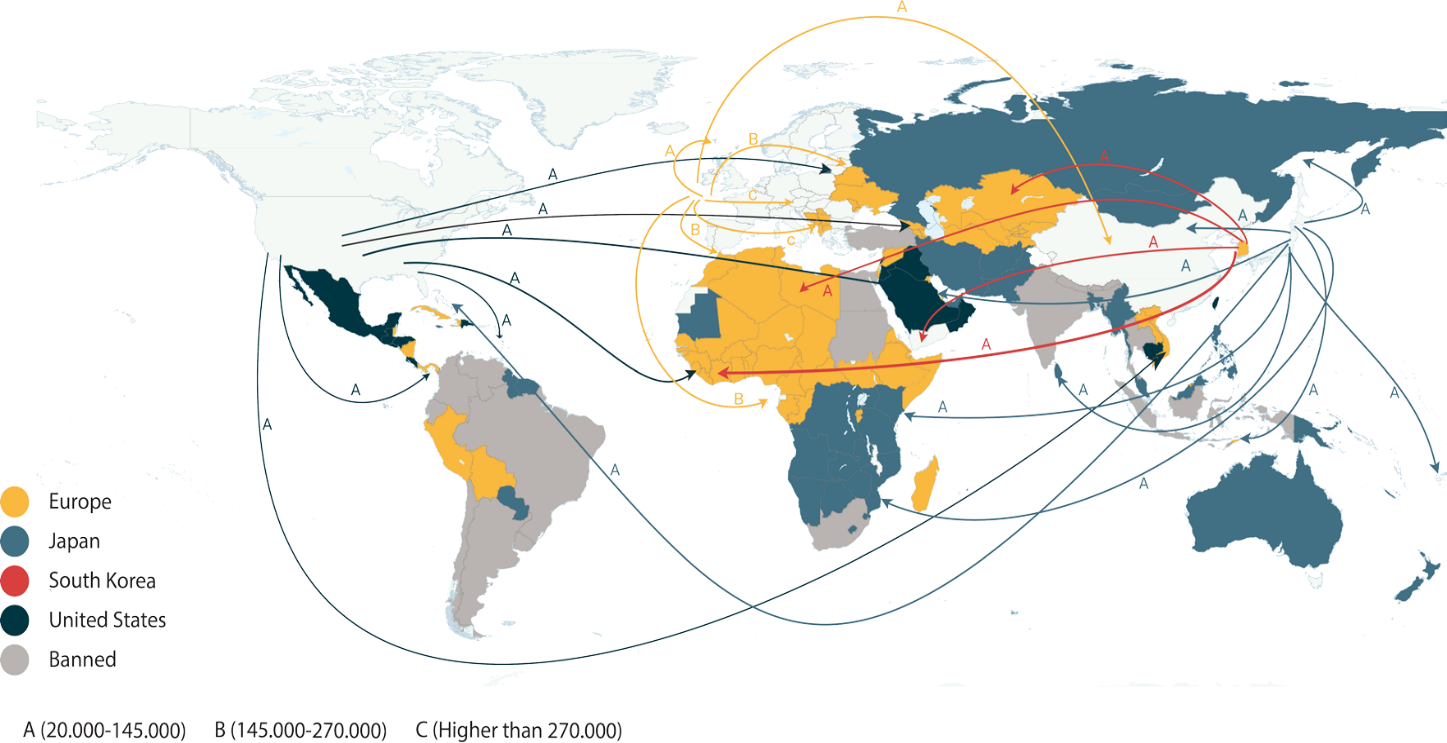 A
A
B
A
A
C
A
A
A
A
B
c
A
A
A
A
A
A
A
A
A
B
A
A
A
A
A
A
Europe
Japan
South Korea
United States
Banned
A (20.000-145.000) B (145.000-270.000) C (Higher than 270.000)